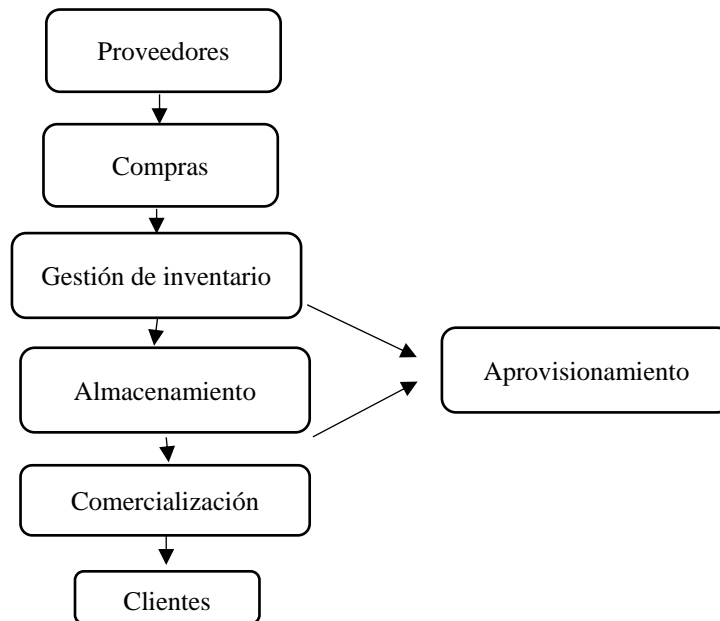 Proveedores
Compras
Gestión de inventario
Almacenamiento
Aprovisionamiento
Comercialización
Clientes